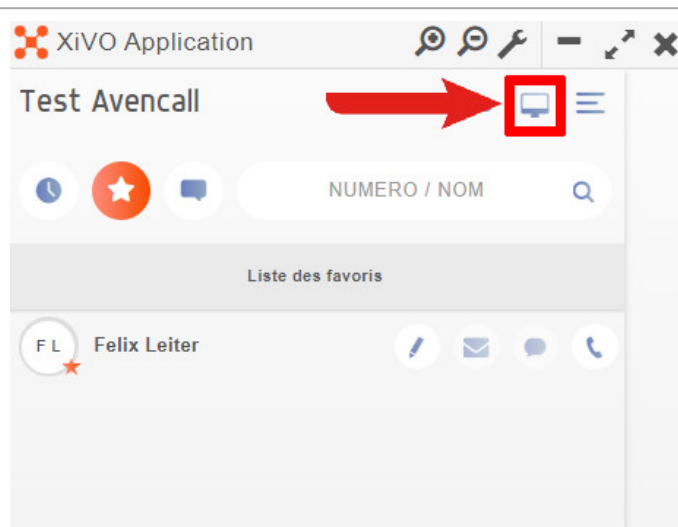 XiVO Application
Test Avencall
NUMERO / NOM
Liste des favoris
F L
Felix Leiter